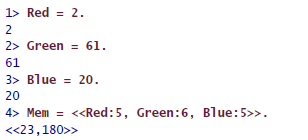 1> Red = 2.
2
2> Green = 61.
61
3> Blue = 20.
20
4> Mem = <<Red:5, Green:6, Blue:5>>.
<<23,180>>